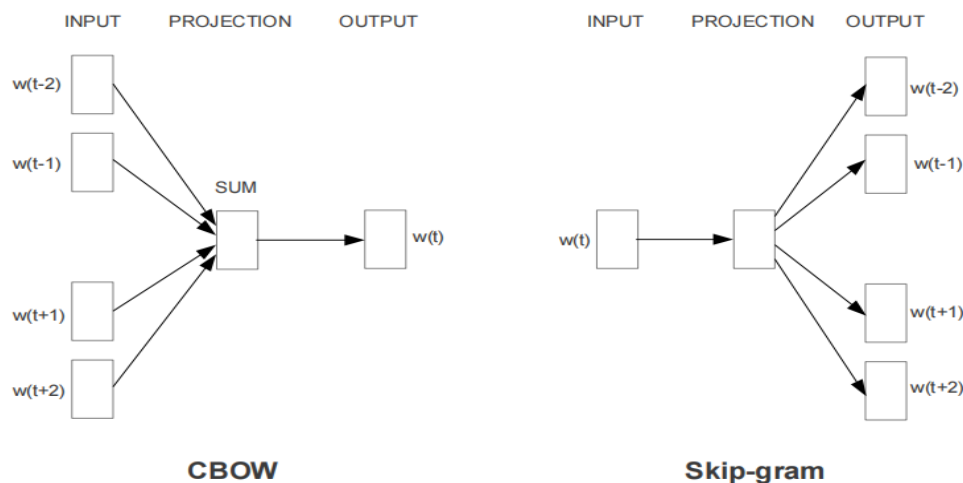 INPUT PROJECTION OUTPUT
w(t-2)
w(t-1)
SUM
w(t)
w(t+1)
w(t+2)
CBOW
INPUT PROJECTION OUTPUT
w(t-2)
w(t-1)
w(t)
w(t+1)
w(t+2)
Skip-gram